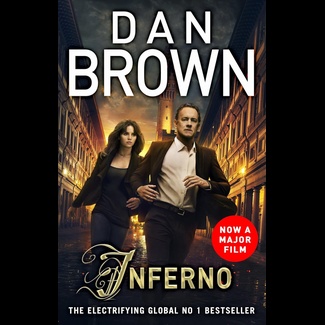 DAN
BROWN
NOW A
MAJOR
FILM
INFERNO
THE ELECTRIFYING GLOBAL NO 1 BESTSELLER